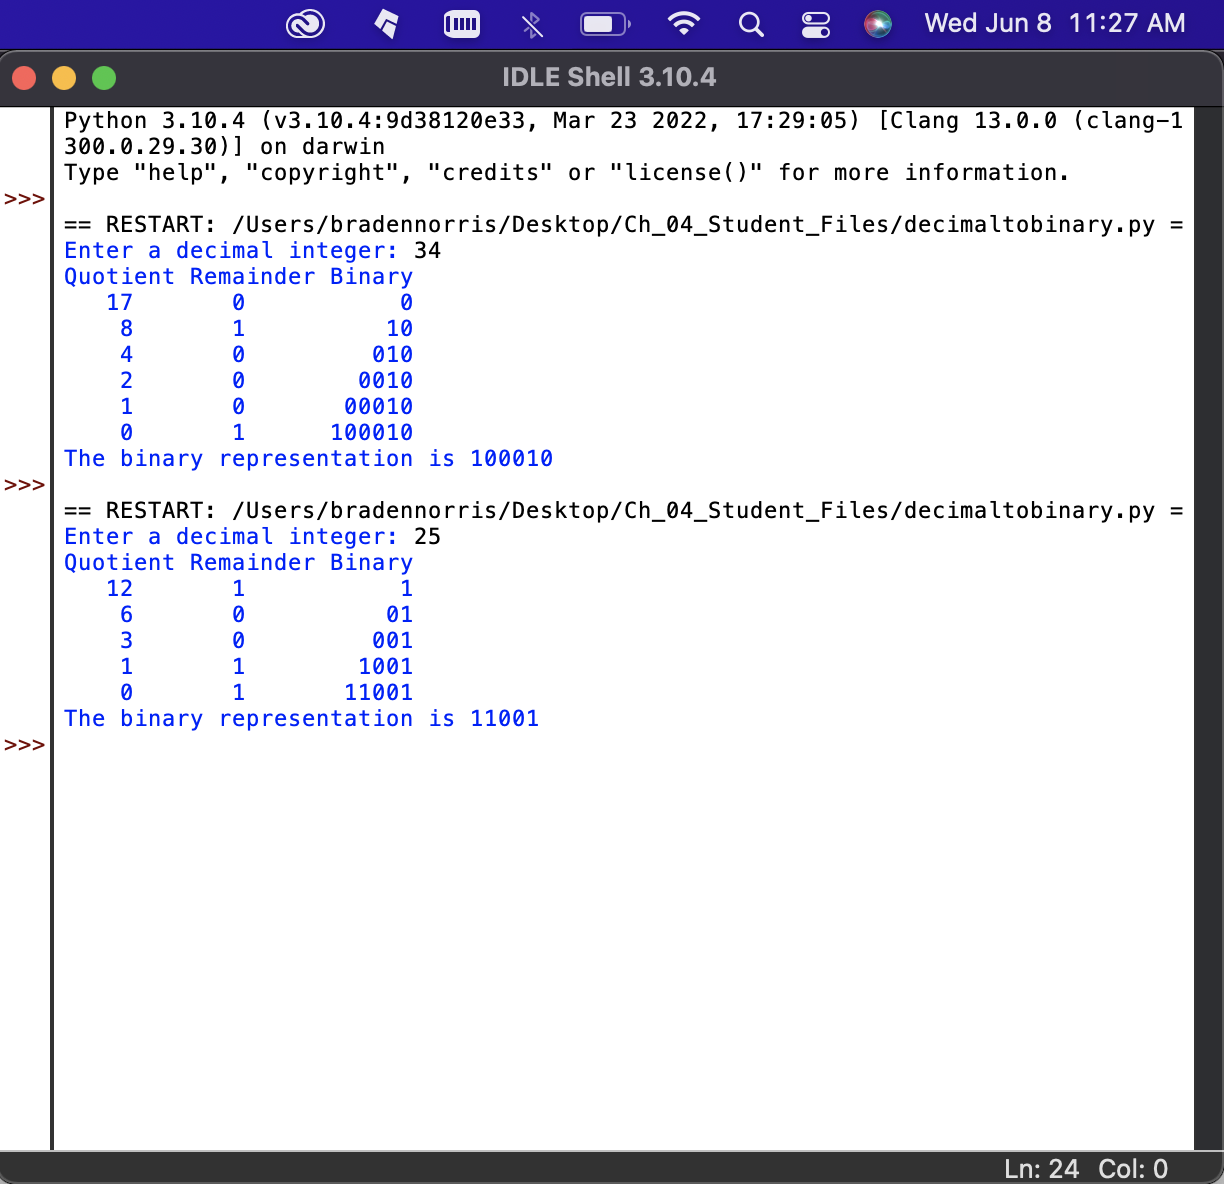 Wed Jun 8 11:27 AM
IDLE Shell 3.10.4
Python 3.10.4 (v3.10.4:9d38120e33, Mar 23 2022, 17:29:05) [Clang 13.0.0 (clang-1
300.0.29.30)] on darwin
Type "help", "copyright", "credits" or "license()" for more information.
>>>
== RESTART: /Users/bradennorris/Desktop/Ch_04_Student_Files/decimaltobinary.py =
Enter a decimal integer: 34
Quotient Remainder Binary
17 0 0
8 1 10
4 0 010
2 0 0010
1 0 00010
0 1 100010
The binary representation is 100010
>>>
== RESTART: /Users/bradennorris/Desktop/Ch_04_Student_Files/decimaltobinary.py =
Enter a decimal integer: 25
Quotient Remainder Binary
12 1 1
6 0 01
3 0 001
1 1 1001
0 1 11001
The binary representation is 11001
>>>
Ln: 24 Col: 0